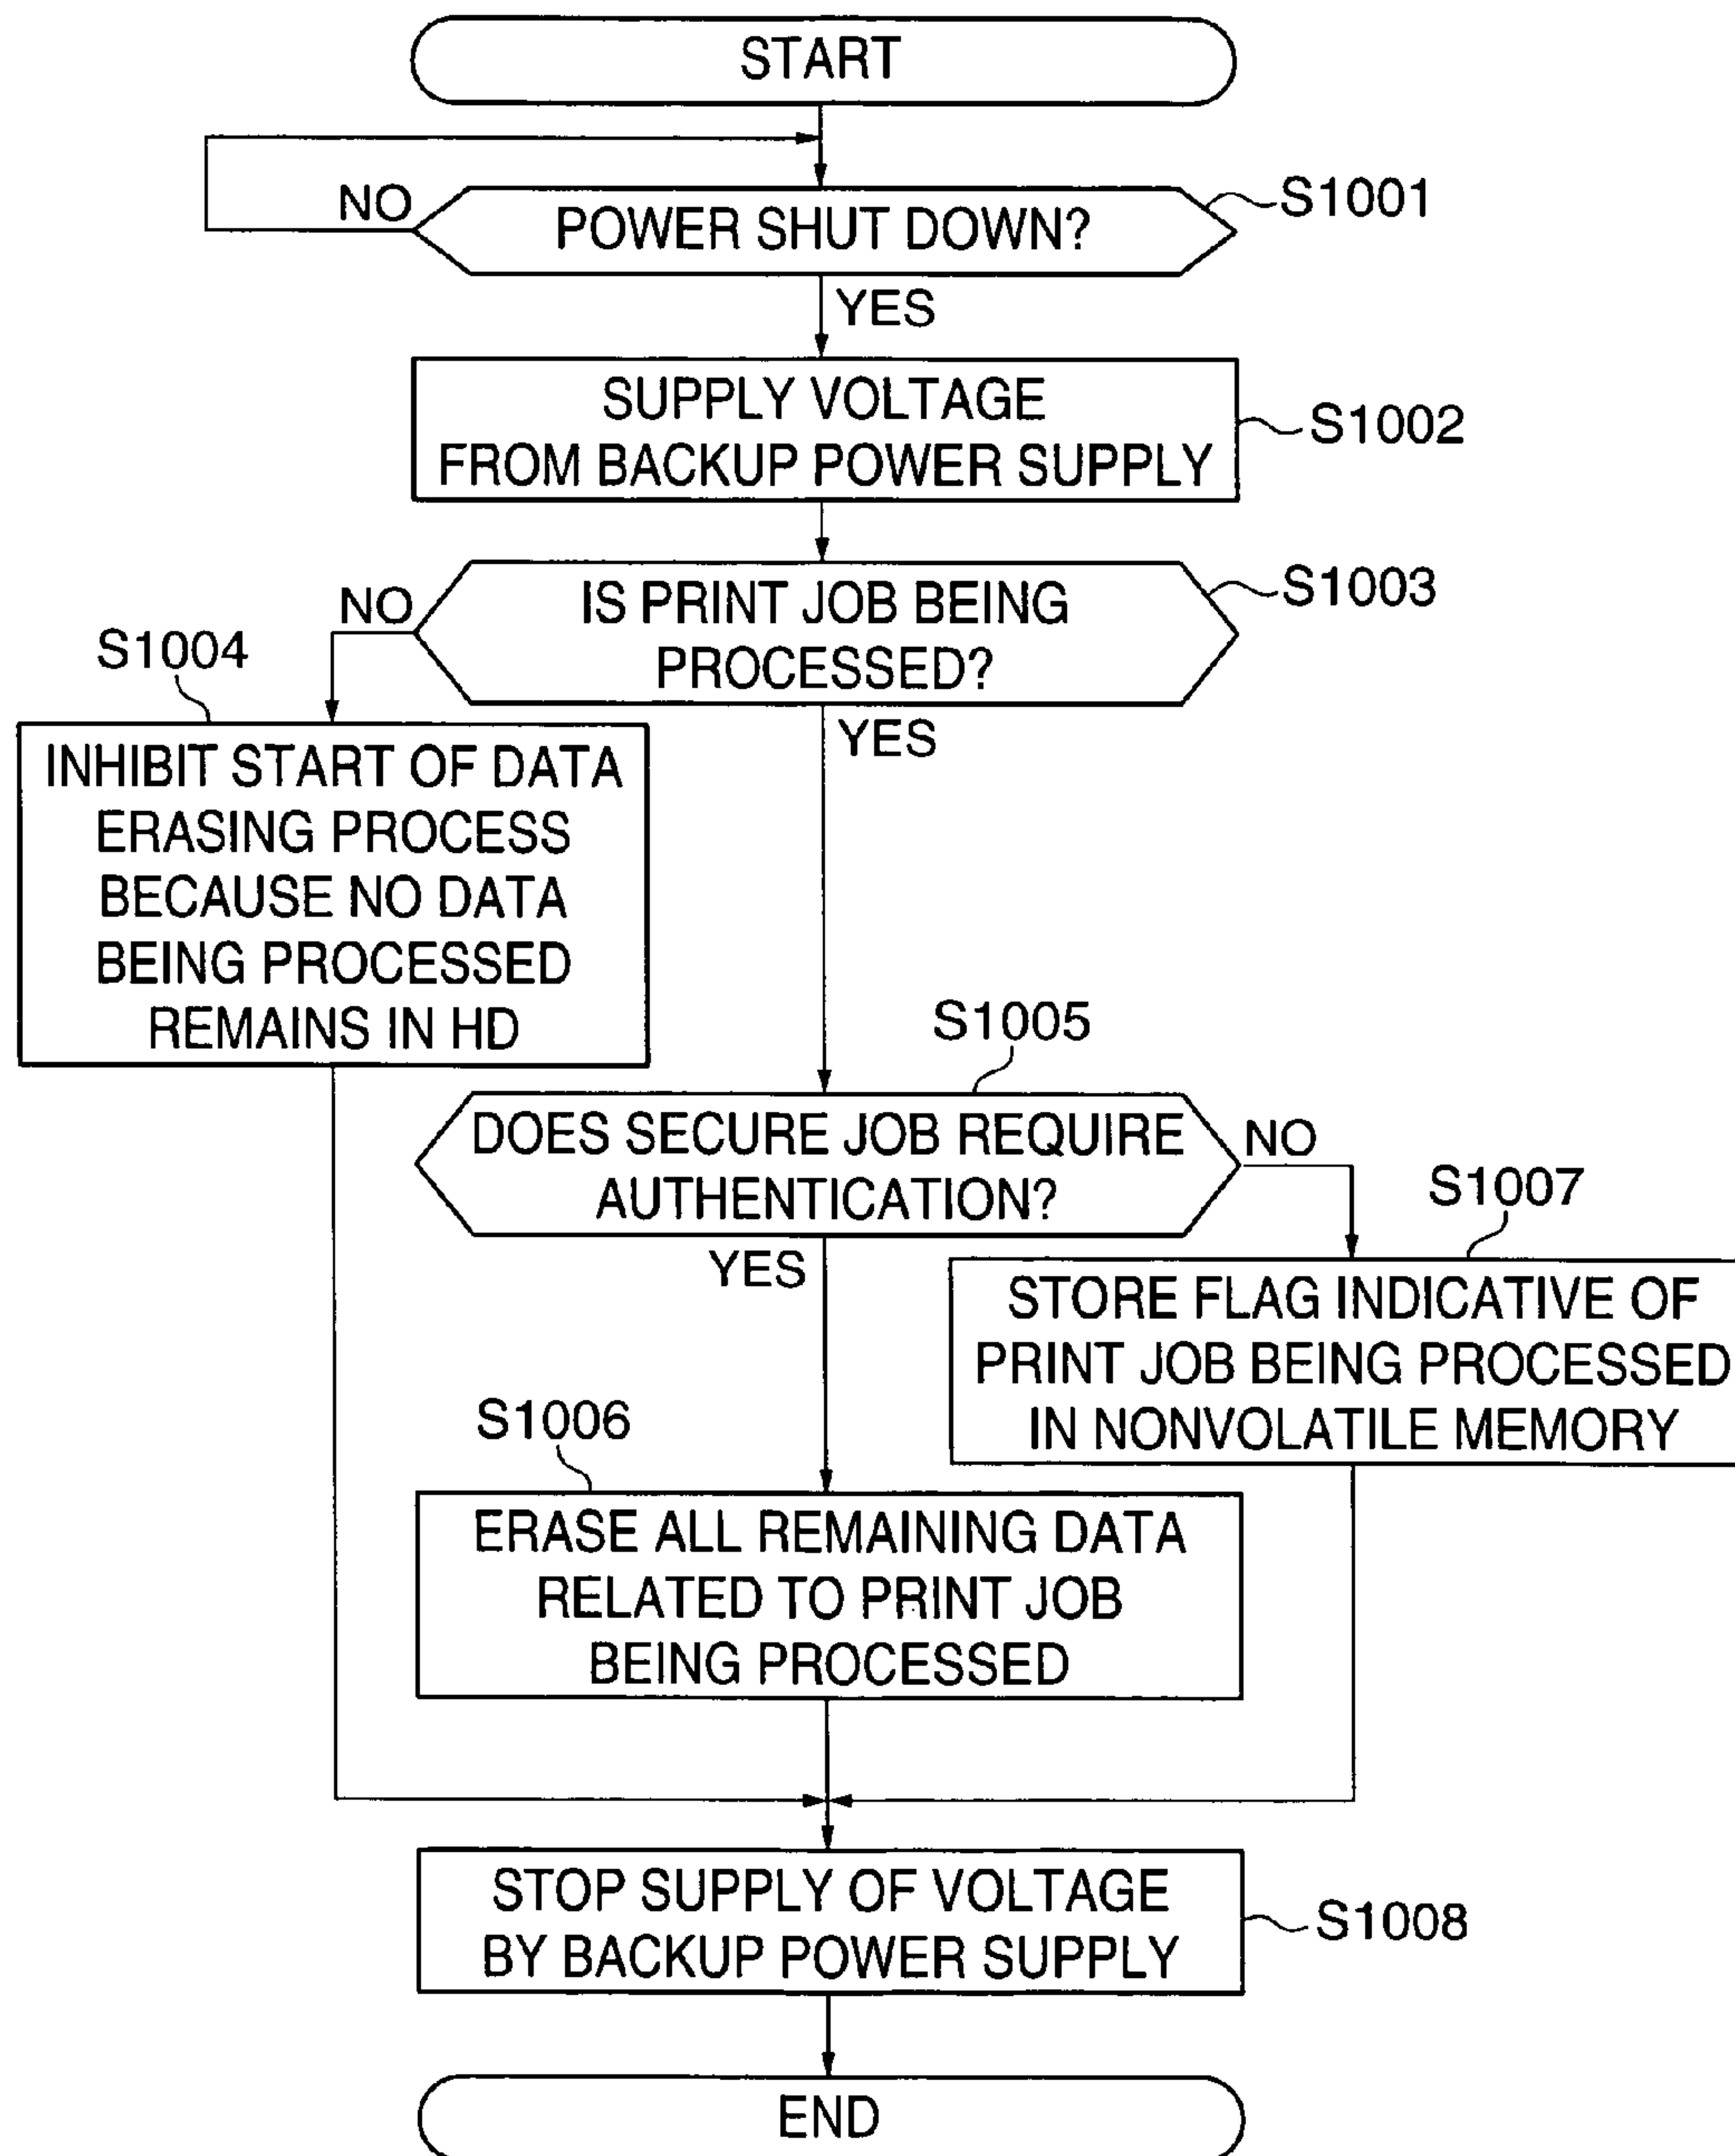 START
NO
POWER SHUT DOWN?
S1001
YES
SUPPLY VOLTAGE
FROM BACKUP POWER SUPPLY
S1002
IS PRINT JOB BEING
PROCESSED?
S1003
NO
S1004
YES
INHIBIT START OF DATA
ERASING PROCESS
BECAUSE NO DATA
BEING PROCESSED
REMAINS IN HD
S1005
DOES SECURE JOB REQUIRE
AUTHENTICATION?
NO
S1007
YES
STORE FLAG INDICATIVE OF
PRINT JOB BEING PROCESSED
IN NONVOLATILE MEMORY
S1006
ERASE ALL REMAINING DATA
RELATED TO PRINT JOB
BEING PROCESSED
STOP SUPPLY OF VOLTAGE
BY BACKUP POWER SUPPLY
S1008
END